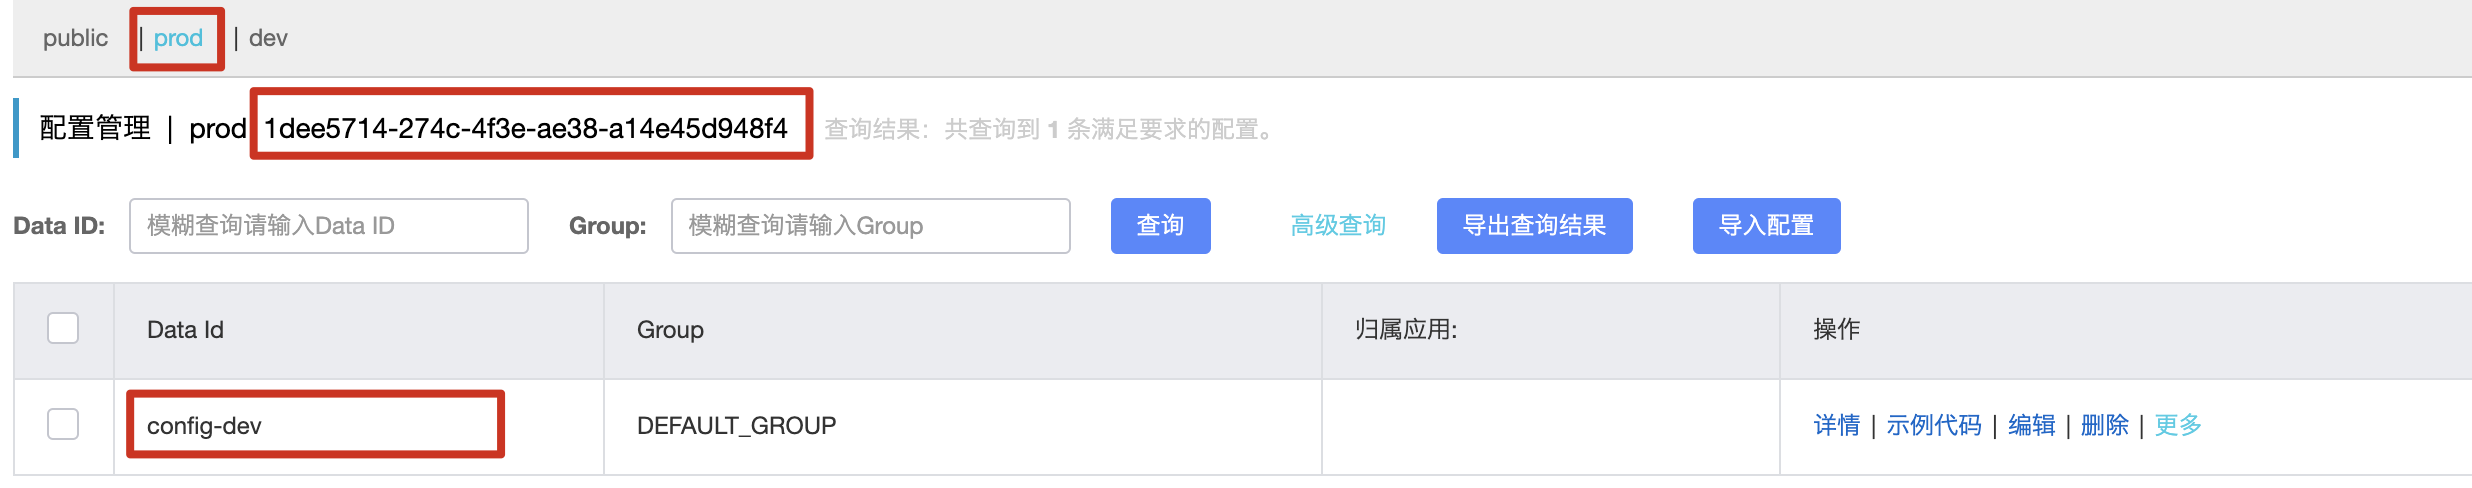 public | prod | dev
配置管理 | prod 1dee5714-274c-4f3e-ae38-a14e45d948f4 查询结果：共查询到 1 条满足要求的配置。
Data ID: 模糊查询请输入Data ID Group: 模糊查询请输入Group 查询 高级查询 导出查询结果 导入配置
Data Id Group 归属应用: 操作
config-dev DEFAULT_GROUP 详情 | 示例代码 | 编辑 | 删除 | 更多